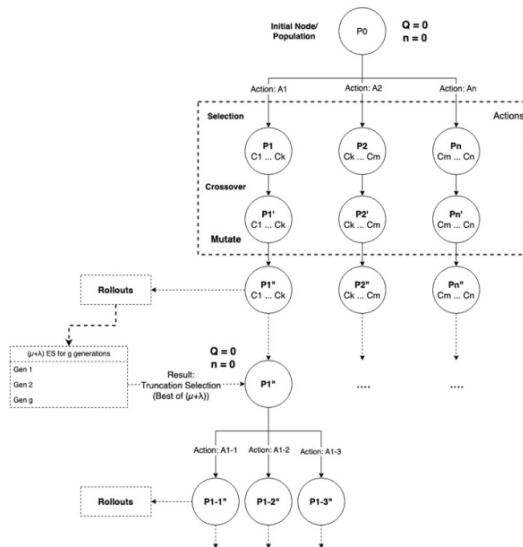 Initial Node/
Population
P0
Q = 0
n = 0
Action: A1
Action: A2
Action: An
Selection
Actions
P1
C1 ... Ck
P2
Ck ... Cm
Pn
Cm ... Cn
Crossover
P1'
C1 ... Ck
P2'
Ck ... Cm
Pn'
Cm ... Cn
Mutate
Rollouts
P1"
C1 ... Ck
P2"
Ck ... Cm
Pn"
Cm ... Cn
(μ+λ) ES for g generations
Gen 1
Gen 2
Gen g
Q = 0
n = 0
Result:
Truncation Selection
(Best of (μ+λ))
P1"
....
....
Action: A1-1
Action: A1-2
Action: A1-3
Rollouts
P1-1"
P1-2"
P1-3"